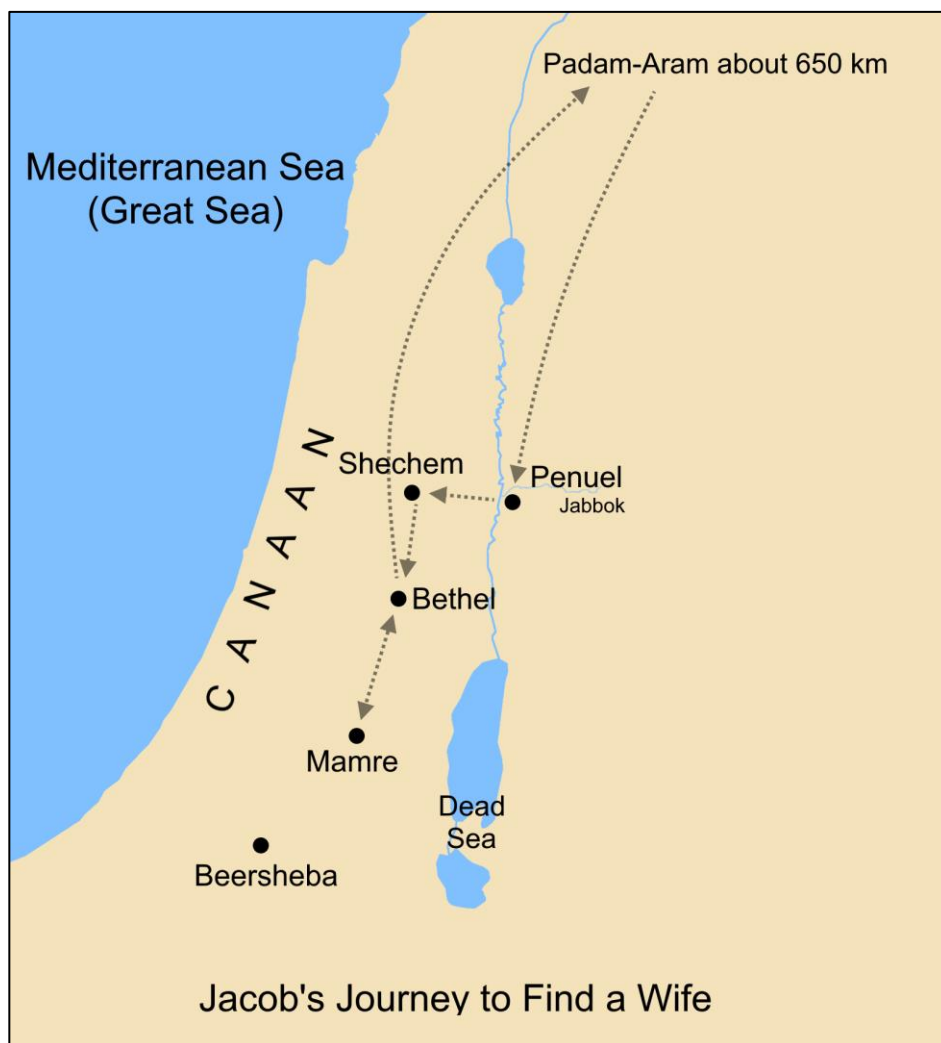 Padam-Aram about 650 km
Mediterranean Sea
(Great Sea)
CANAAN
Shechem
Penuel
Jabbok
Bethel
Mamre
Dead
Sea
Beersheba
Jacob's Journey to Find a Wife